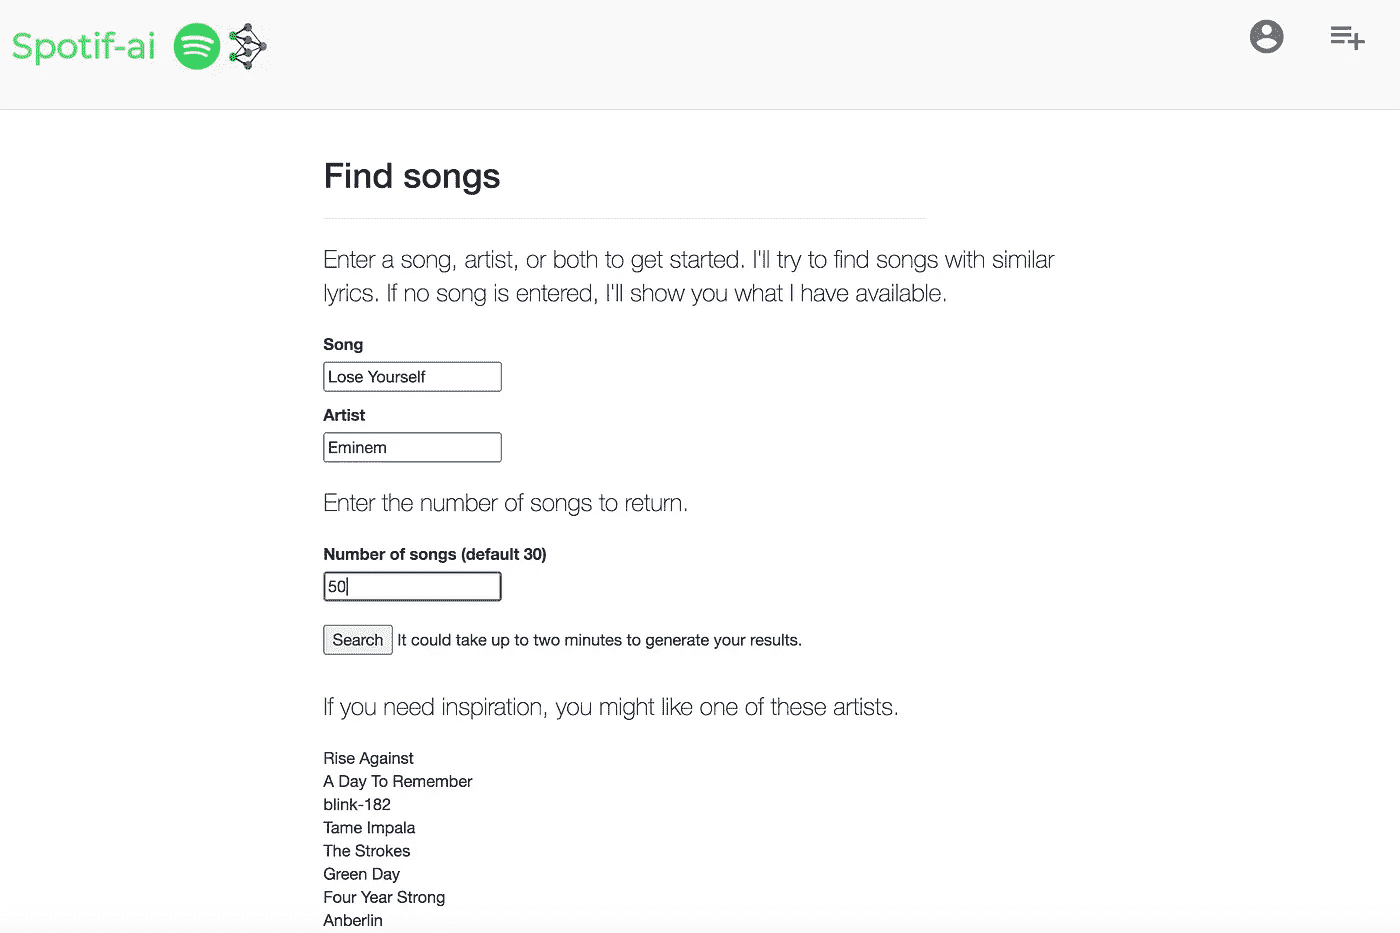 Spotif-ai
Find songs
Enter a song, artist, or both to get started. I'll try to find songs with similar
lyrics. If no song is entered, I'll show you what I have available.
Song
Lose Yourself
Artist
Eminem
Enter the number of songs to return.
Number of songs (default 30)
50
Search It could take up to two minutes to generate your results.
If you need inspiration, you might like one of these artists.
Rise Against
A Day To Remember
blink-182
Tame Impala
The Strokes
Green Day
Four Year Strong
Anberlin